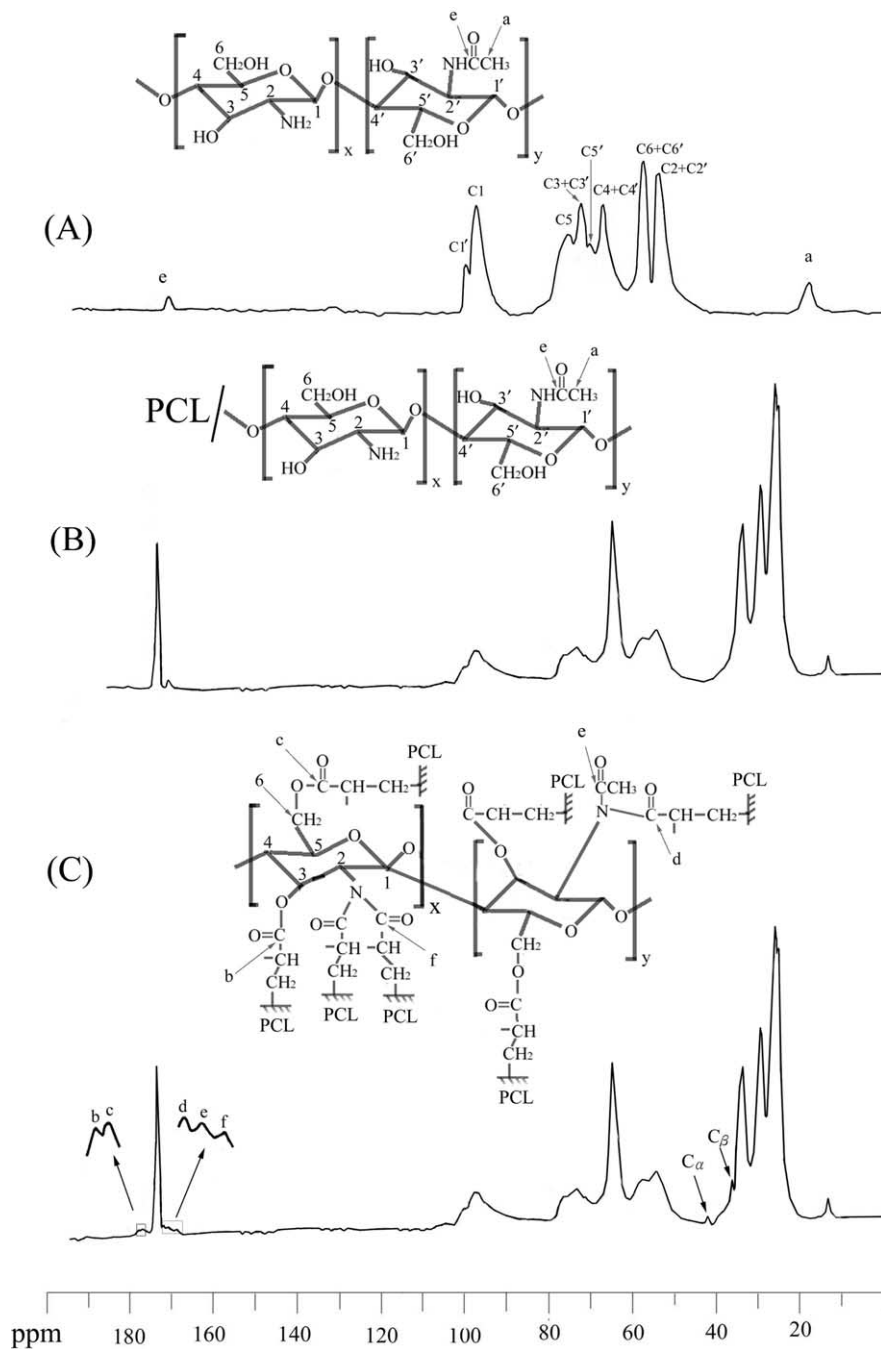 e a
6 O
CH₂OH NHCCH₃
4 5 O O HO 3′ 1′
O 3 2 1 2′ O
HO NH₂ 4′ 5′ O
x CH₂OH y
6′
(A)
e C1′ C1 C5 C3+C3′ C5′ C4+C4′ C6+C6′ C2+C2′ a
e a
6 O
CH₂OH NHCCH₃
PCL/ 4 5 O O HO 3′ 1′
O 3 2 1 2′ O
HO NH₂ 4′ 5′ O
x CH₂OH y
6′
(B)
c PCL e
O PCL O PCL
6 O C CH CH₂ O CCH₃ O
CH₂ C CH CH₂ N C CH CH₂
4 5 O O O d
3 2 1
O N x O O
O=C O=C C=O CH₂ y
b CH CH CH f O
CH₂ CH₂ CH₂ O=C
PCL PCL PCL CH
CH₂
PCL
(C)
b c d e f Cα Cβ
ppm 180 160 140 120 100 80 60 40 20